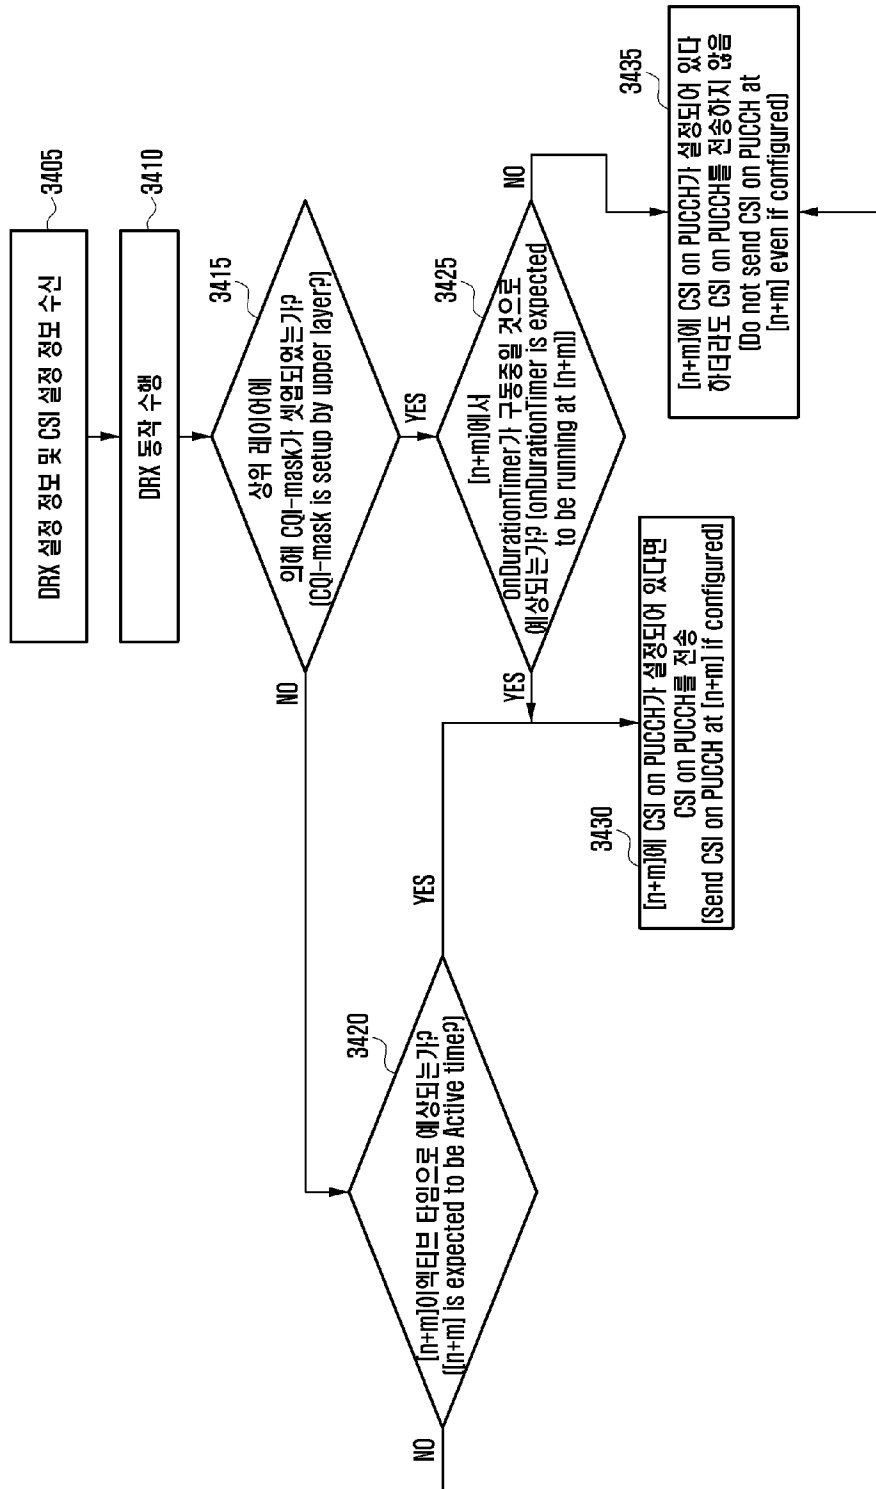 DRX 설정 정보 및 CSI 설정 정보 수신
3405
DRX 동작 수행
3410
3415
상위 레이어에
의해 CQI-mask가 셋업되었는가?
(CQI-mask is setup by upper layer?)
NO
YES
3420
[n+m]이액티브 타임으로 예상되는가?
([n+m] is expected to be Active time?)
NO
YES
3425
[n+m]에서
onDurationTimer가 구동중일 것으로
예상되는가? (onDurationTimer is expected
to be running at [n+m])
YES
NO
3430
[n+m]에 CSI on PUCCH가 설정되어 있다면
CSI on PUCCH를 전송
(Send CSI on PUCCH at [n+m] if configured)
3435
[n+m]에 CSI on PUCCH가 설정되어 있다
하더라도 CSI on PUCCH를 전송하지 않음
(Do not send CSI on PUCCH at
[n+m] even if configured)